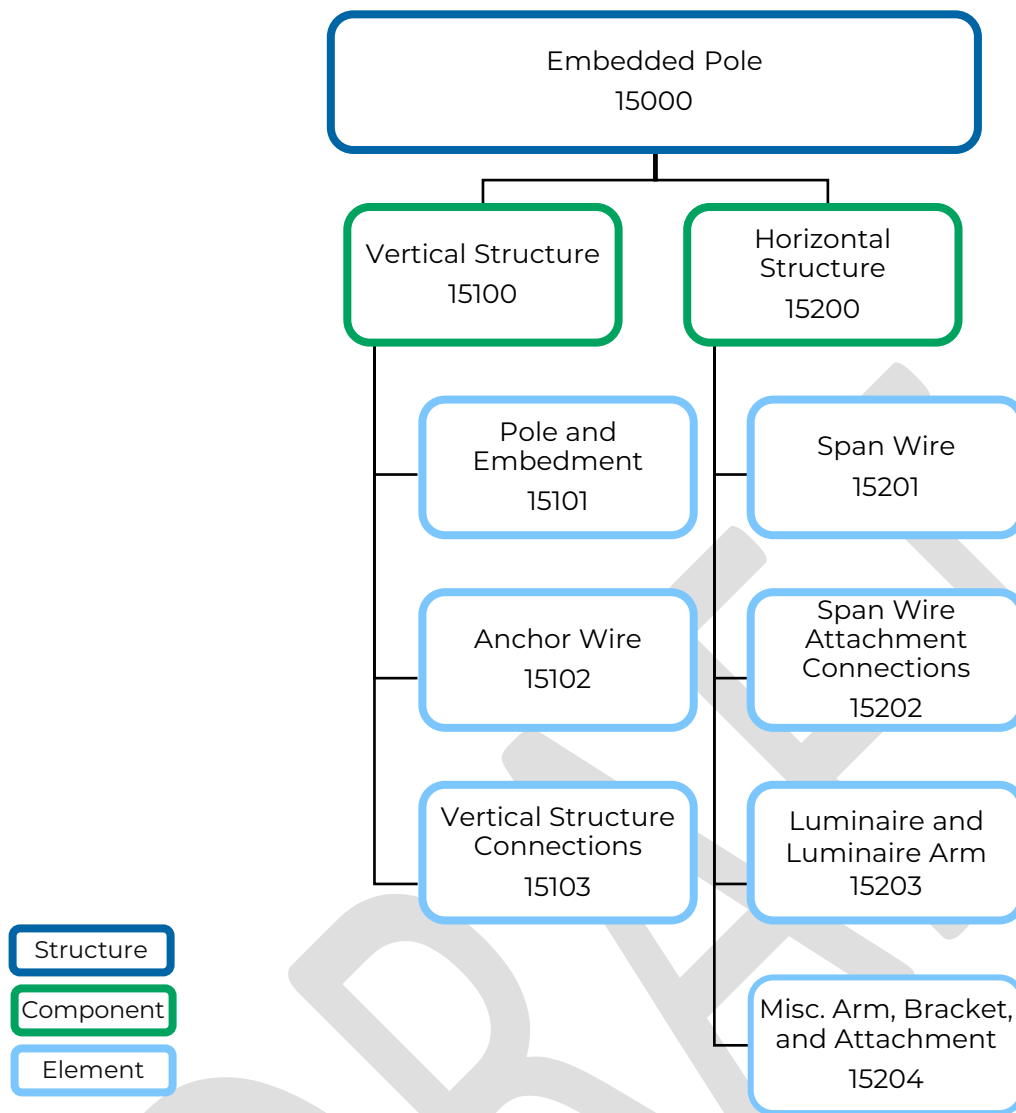 Embedded Pole
15000
Vertical Structure
15100
Horizontal
Structure
15200
Pole and
Embedment
15101
Span Wire
15201
Anchor Wire
15102
Span Wire
Attachment
Connections
15202
Vertical Structure
Connections
15103
Luminaire and
Luminaire Arm
15203
Misc. Arm, Bracket,
and Attachment
15204
Structure
Component
Element
DRAFT